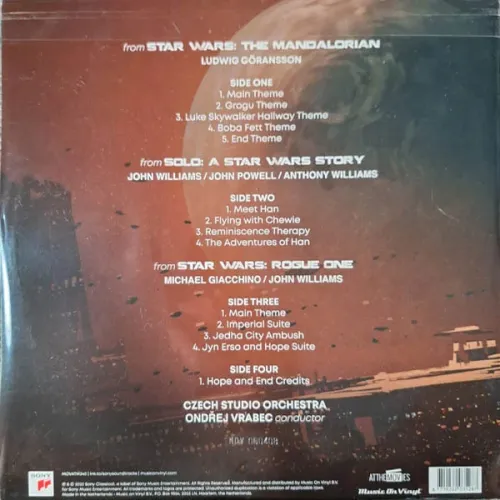 from STAR WARS: THE MANDALORIAN
LUDWIG GÖRANSSON
SIDE ONE
1. Main Theme
2. Grogu Theme
3. Luke Skywalker Hallway Theme
4. Boba Fett Theme
5. End Theme
from SOLO: A STAR WARS STORY
JOHN WILLIAMS / JOHN POWELL / ANTHONY WILLIAMS
SIDE TWO
1. Meet Han
2. Flying with Chewie
3. Reminiscence Therapy
4. The Adventures of Han
from STAR WARS: ROGUE ONE
MICHAEL GIACCHINO / JOHN WILLIAMS
SIDE THREE
1. Main Theme
2. Imperial Suite
3. Jedha City Ambush
4. Jyn Erso and Hope Suite
SIDE FOUR
1. Hope and End Credits
CZECH STUDIO ORCHESTRA
ONDŘEJ VRABEC conductor
SONY
AT THE MOVIES
Music On Vinyl